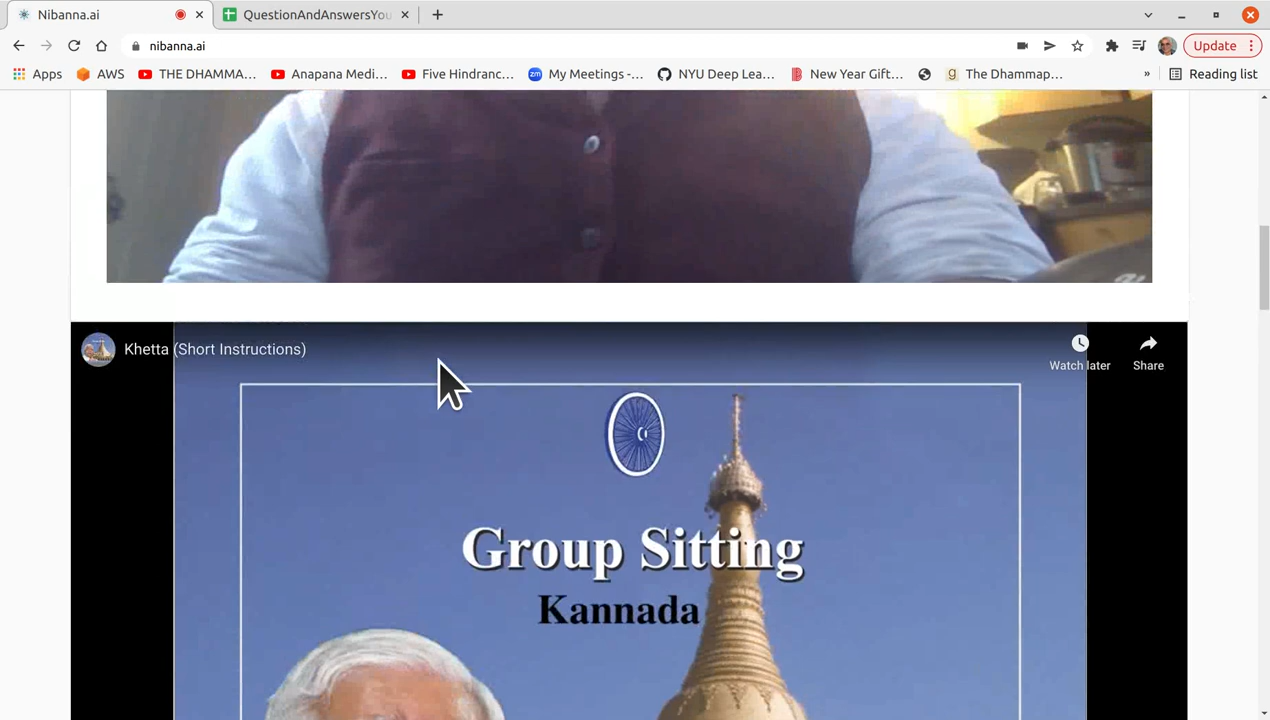 Nibanna.ai
QuestionAndAnswersYou
nibanna.ai
Update
Apps
AWS
THE DHAMMA...
Anapana Medi...
Five Hindranc...
My Meetings -...
NYU Deep Lea...
New Year Gift...
The Dhammap...
»
Reading list
Khetta (Short Instructions)
Watch later
Share
Group Sitting
Kannada